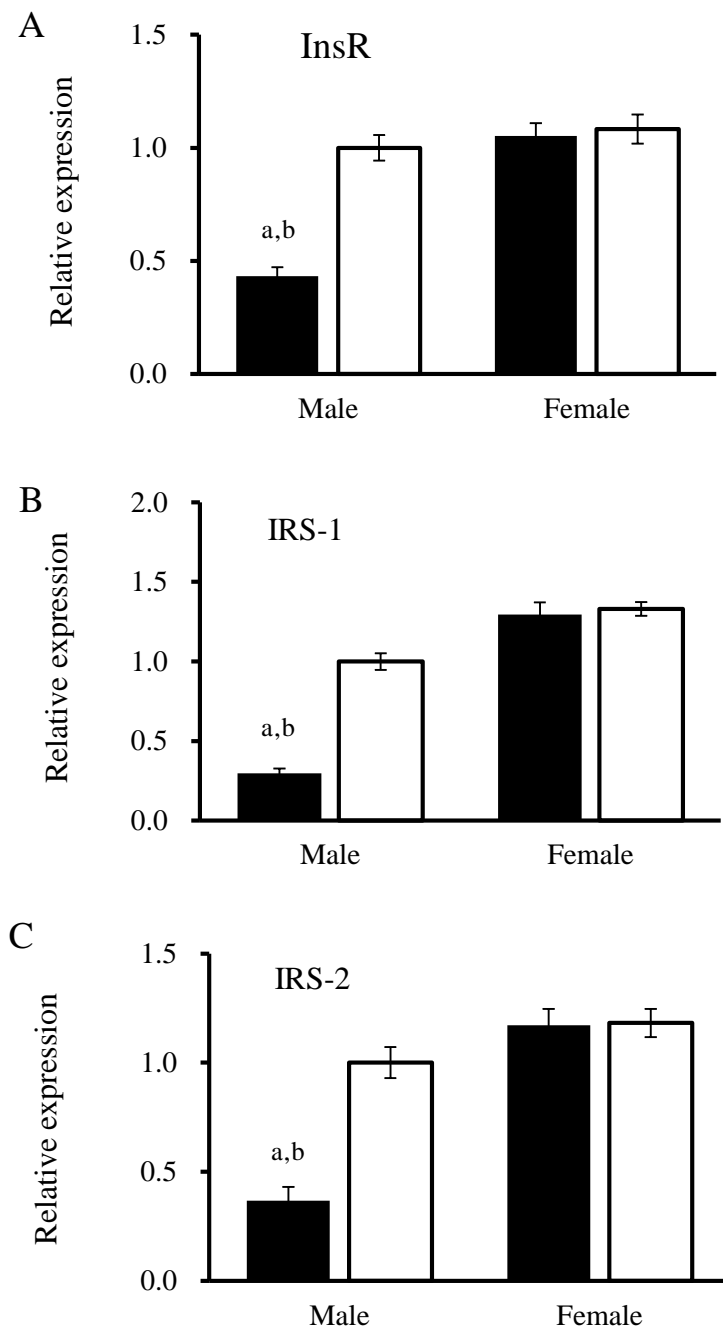 A
InsR
Relative expression
1.5
1.0
0.5
0.0
a,b
Male Female
B
IRS-1
Relative expression
2.0
1.5
1.0
0.5
0.0
a,b
Male Female
C
IRS-2
Relative expression
1.5
1.0
0.5
0.0
a,b
Male Female